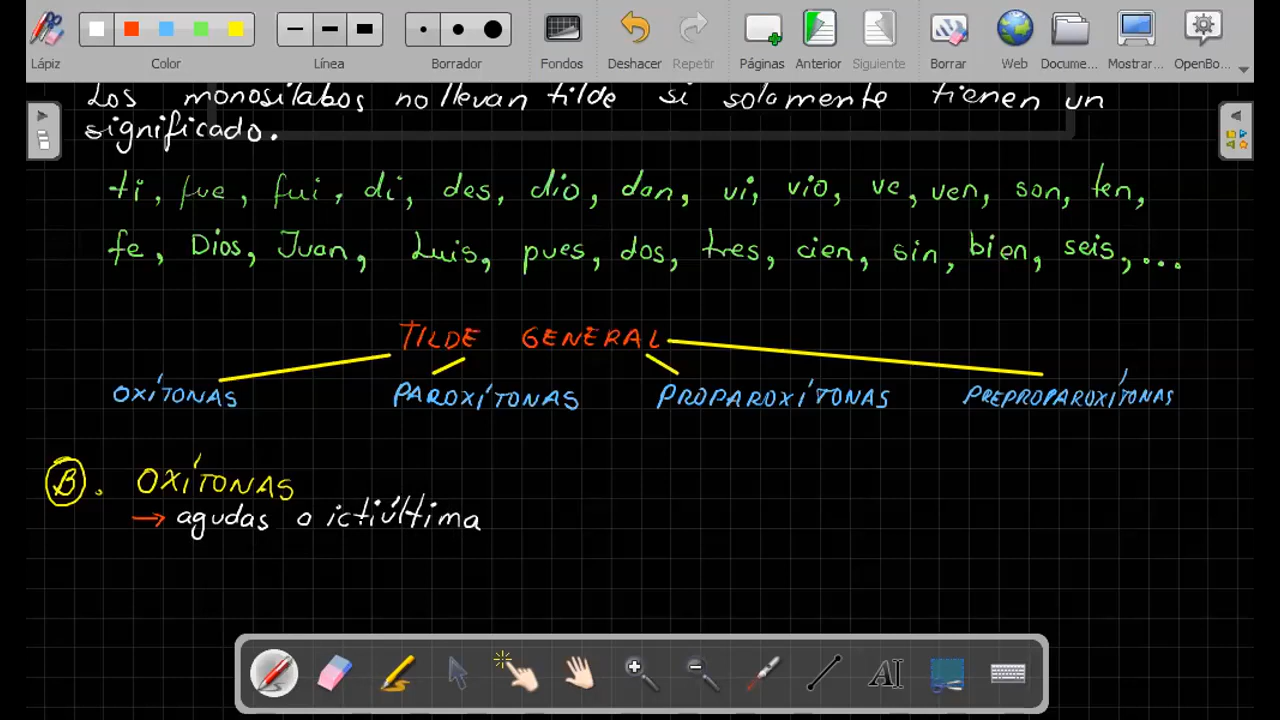 Lápiz Color Línea Borrador Fondos Deshacer Repetir Páginas Anterior Siguiente Borrar Web Docume... Mostrar... OpenBo...
Los monosílabos no llevan tilde si solamente tienen un
significado.
ti, fue, fui, di, des, dio, dan, vi, vio, ve, ven, son, ten,
fe, Dios, Juan, Luis, pues, dos, tres, cien, sin, bien, seis,...
TILDE GENERAL
OXÍTONAS PAROXÍTONAS PROPAROXÍTONAS PREPROPAROXÍTONAS
B. OXÍTONAS
→ agudas o ictiúltima
AI